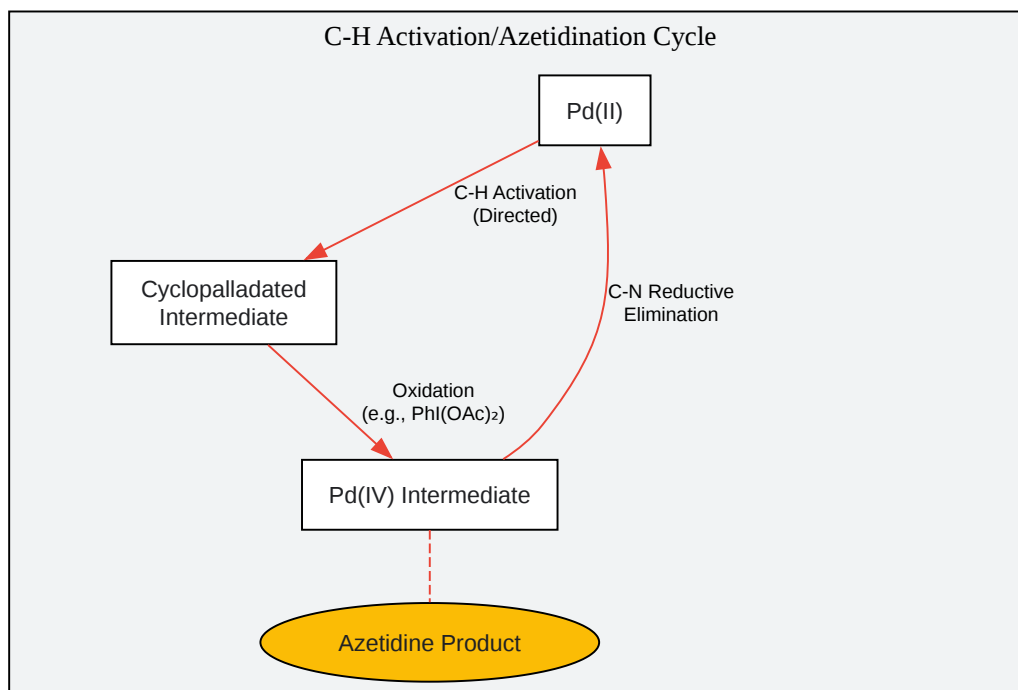 C-H Activation/Azetidination Cycle
Pd(II)
C-H Activation
(Directed)
Cyclopalladated
Intermediate
C-N Reductive
Elimination
Oxidation
(e.g., PhI(OAc)₂)
Pd(IV) Intermediate
Azetidine Product